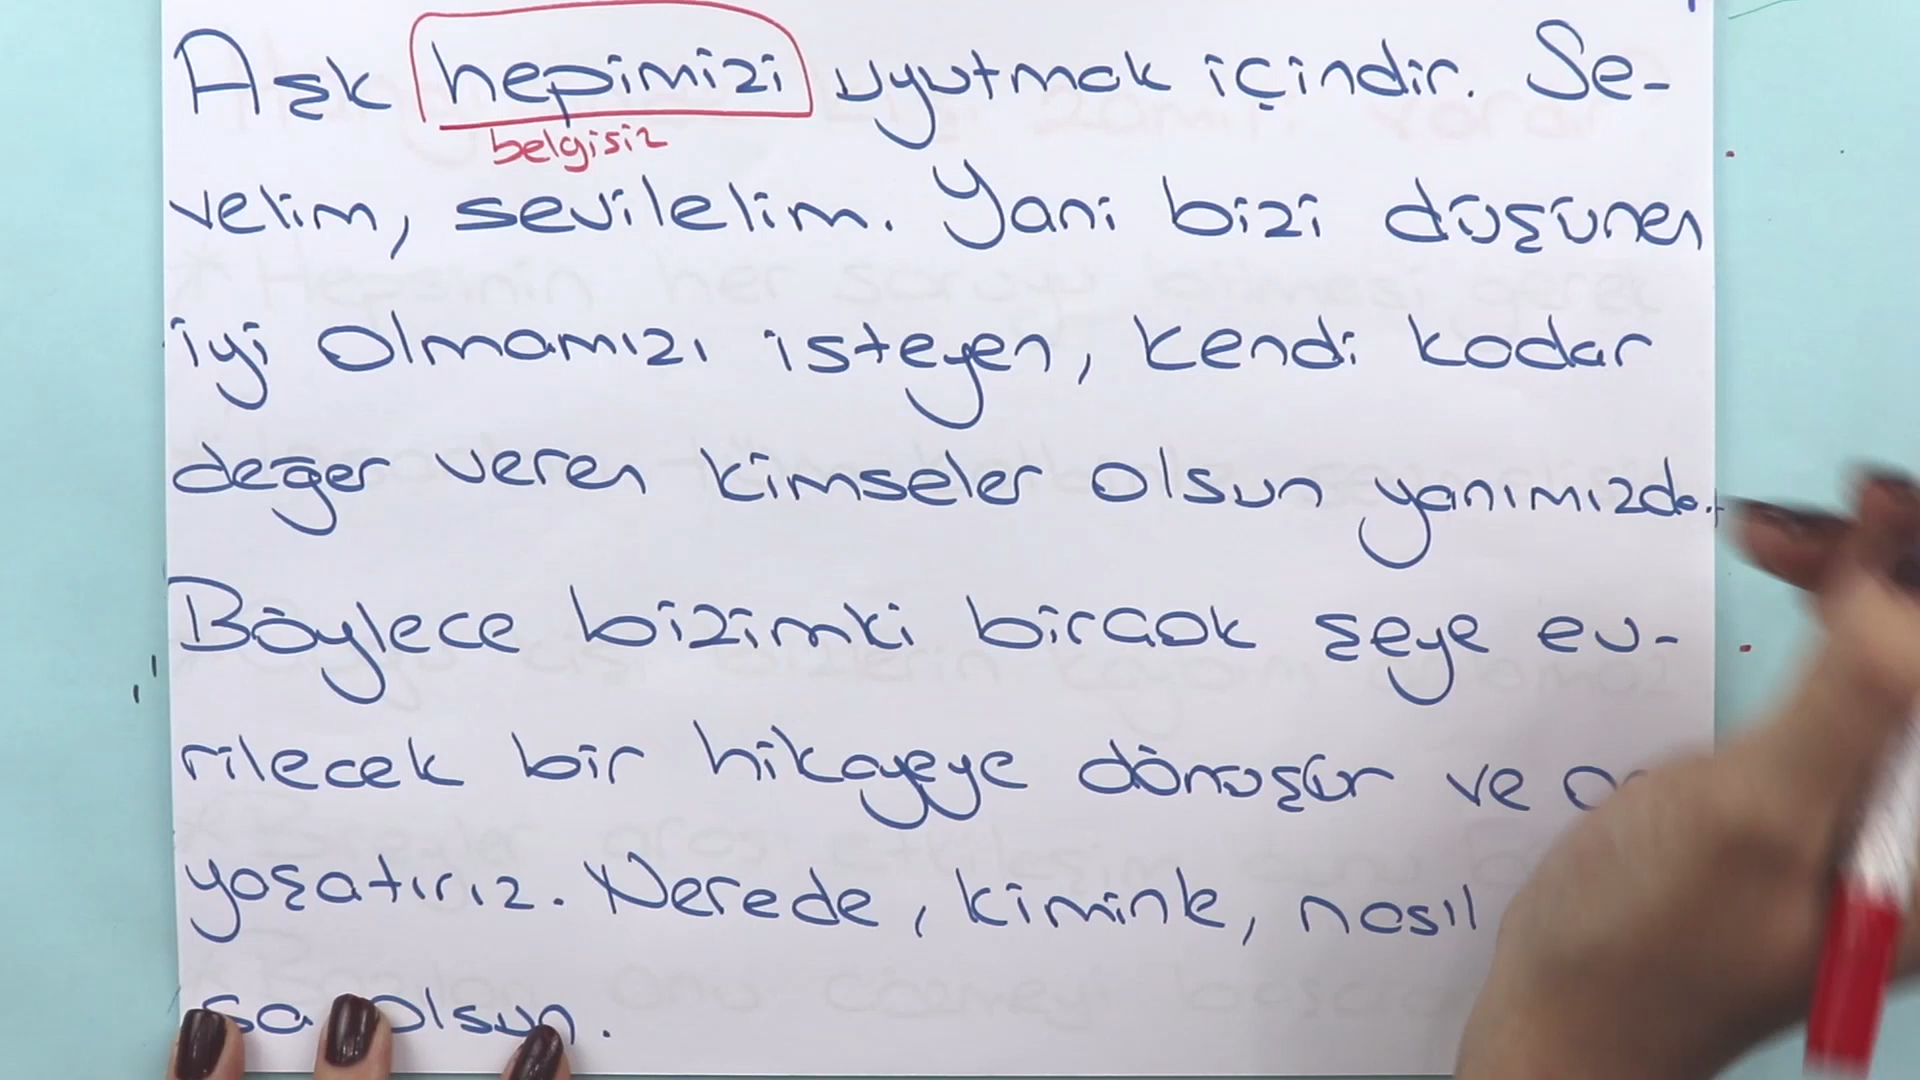 Aşk hepimizi uyutmak içindir. Se-
belgisiz
velim, sevilelim. Yani bizi düşünen
iyi olmamızı isteyen, kendi kadar
değer veren kimseler olsun yanımızda.
Böylece bizimki birçok şeye ev-
rilecek bir hikayeye dönüşür ve
yaşatırız. Nerede, kiminle, nasıl
sa olsun.